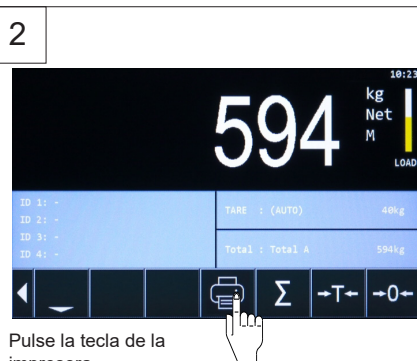 2
10:23
594
kg
Net
M
LOAD
ID 1: -
ID 2: -
ID 3: -
ID 4: -
TARE : (AUTO) 40kg
Total : Total A 594kg
Σ →T← →0←
Pulse la tecla de la
impresora